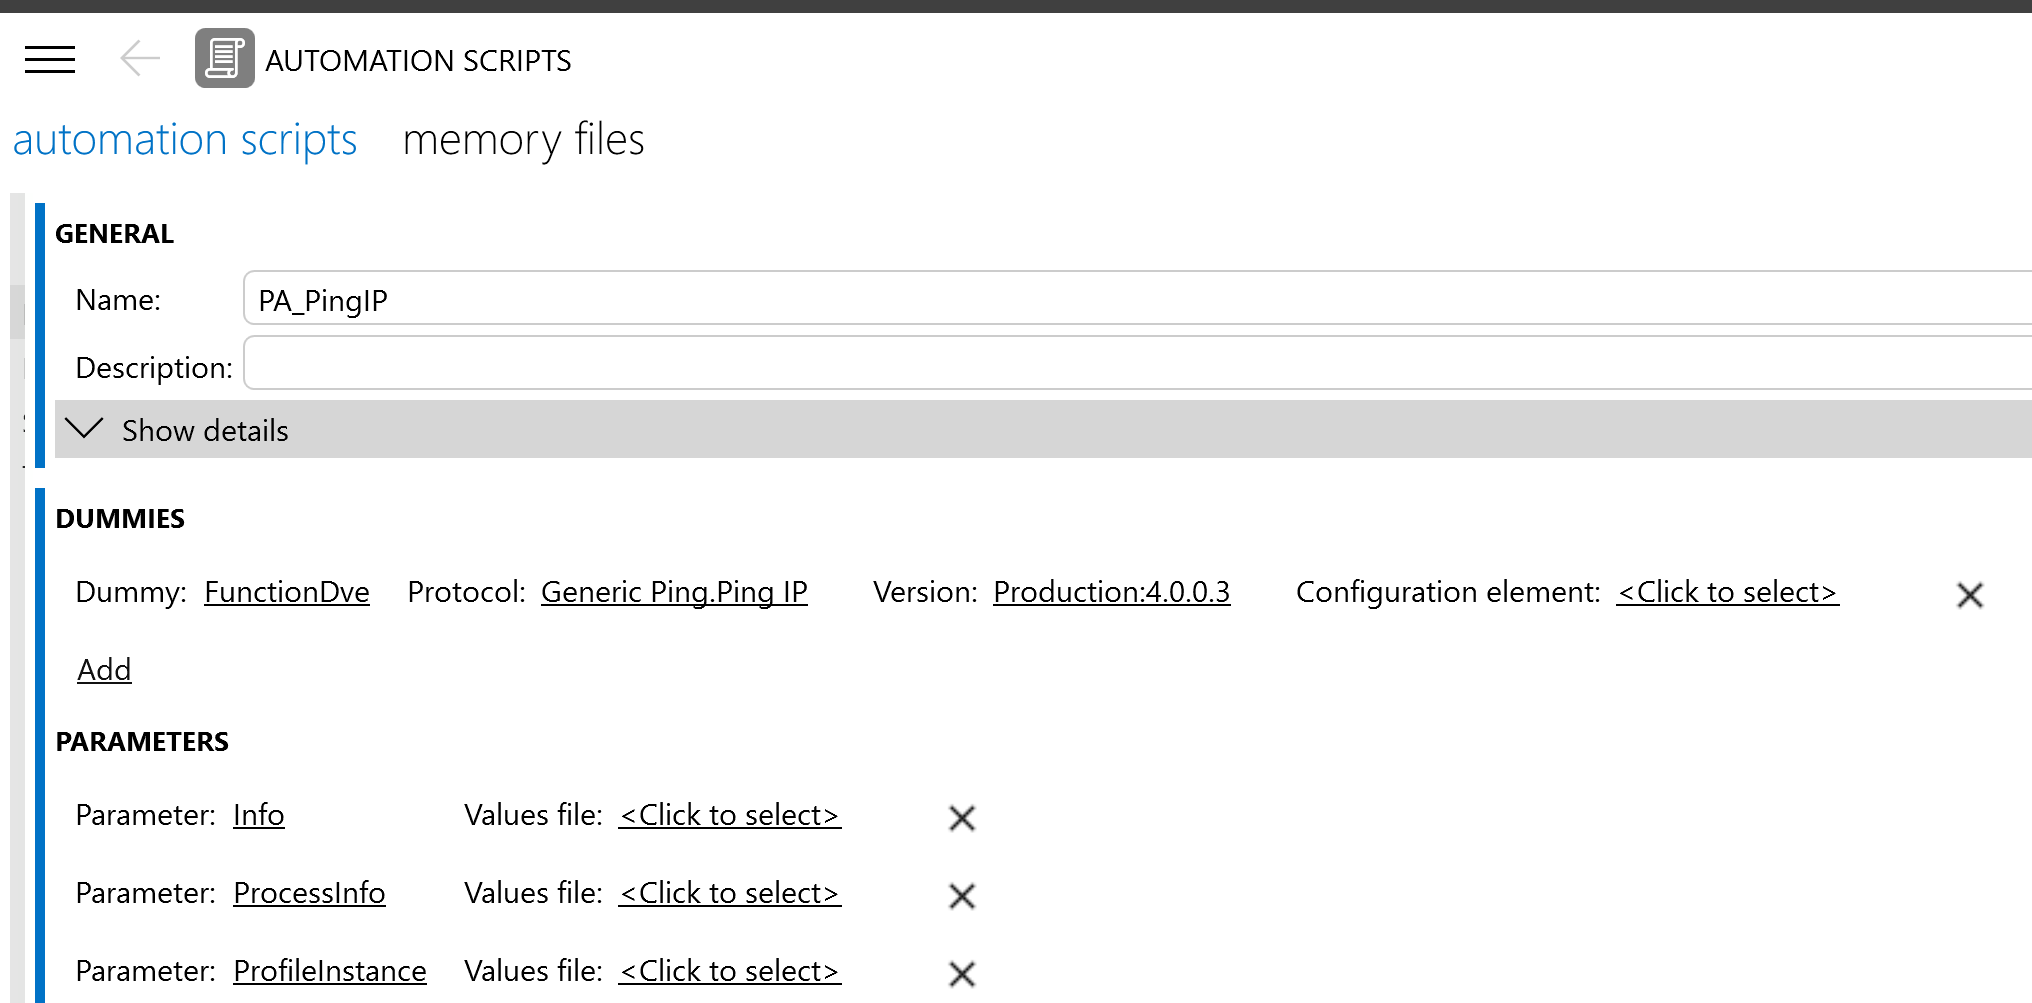 AUTOMATION SCRIPTS
automation scripts memory files
GENERAL
Name: PA_PingIP
Description:
Show details
DUMMIES
Dummy: FunctionDve Protocol: Generic Ping.Ping IP Version: Production:4.0.0.3 Configuration element: <Click to select>
Add
PARAMETERS
Parameter: Info Values file: <Click to select>
Parameter: ProcessInfo Values file: <Click to select>
Parameter: ProfileInstance Values file: <Click to select>